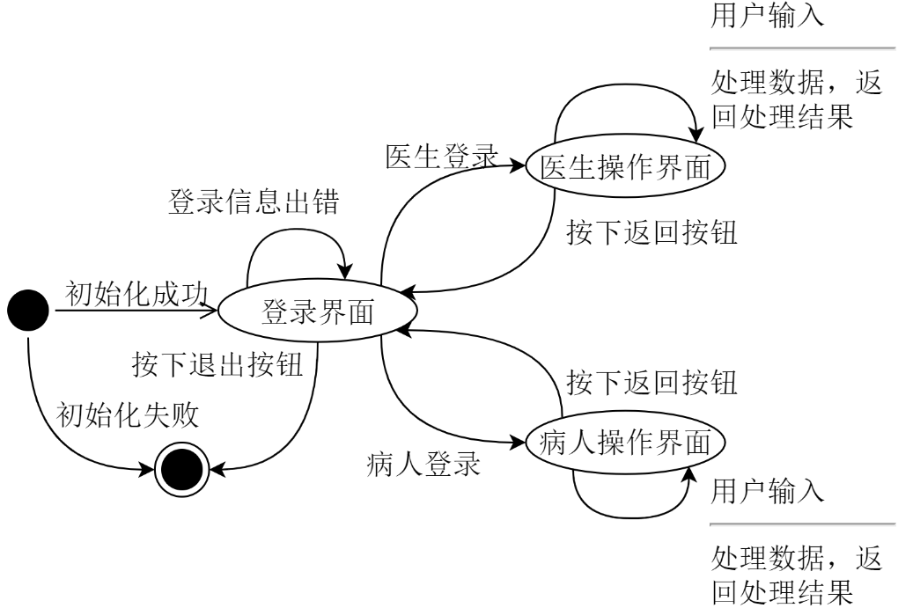 用户输入
处理数据，返
回处理结果
医生登录
医生操作界面
登录信息出错
按下返回按钮
初始化成功
登录界面
按下退出按钮
按下返回按钮
初始化失败
病人操作界面
病人登录
用户输入
处理数据，返
回处理结果